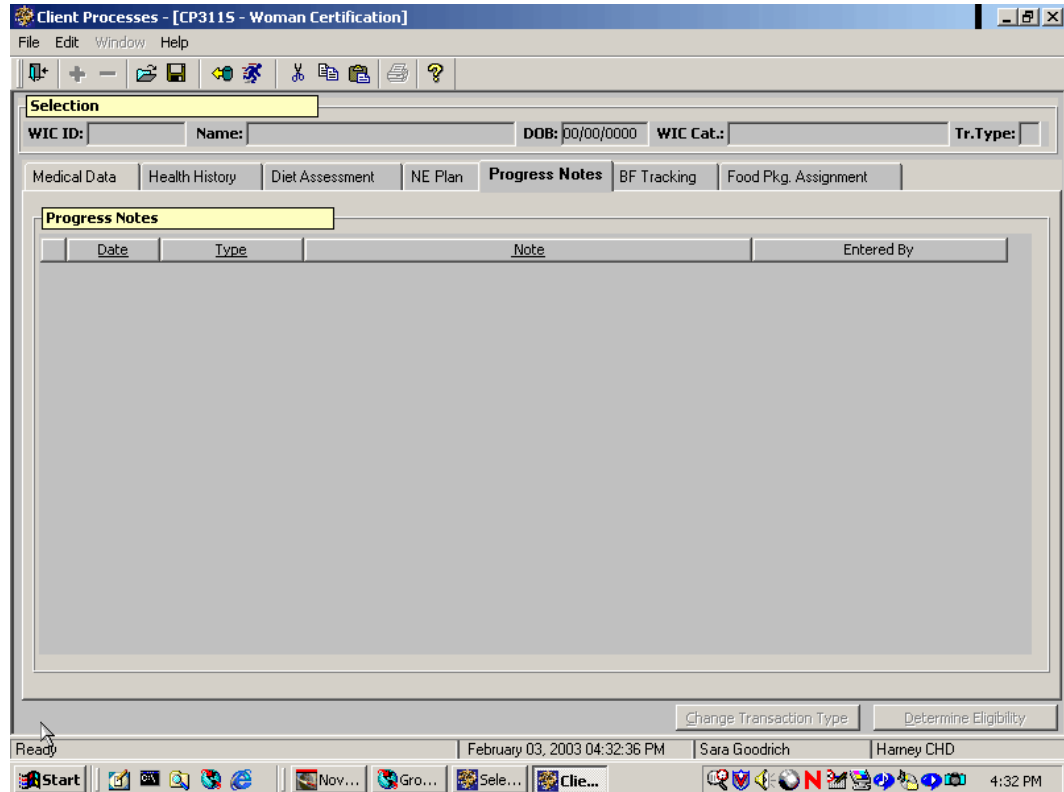 Client Processes - [CP311S - Woman Certification]
File Edit Window Help
Selection
WIC ID: Name: DOB: 00/00/0000 WIC Cat.: Tr.Type:
Medical Data Health History Diet Assessment NE Plan Progress Notes BF Tracking Food Pkg. Assignment
Progress Notes
Date Type Note Entered By
Change Transaction Type Determine Eligibility
Ready February 03, 2003 04:32:36 PM Sara Goodrich Harney CHD
Start Nov... Gro... Sele... Clie... N 4:32 PM